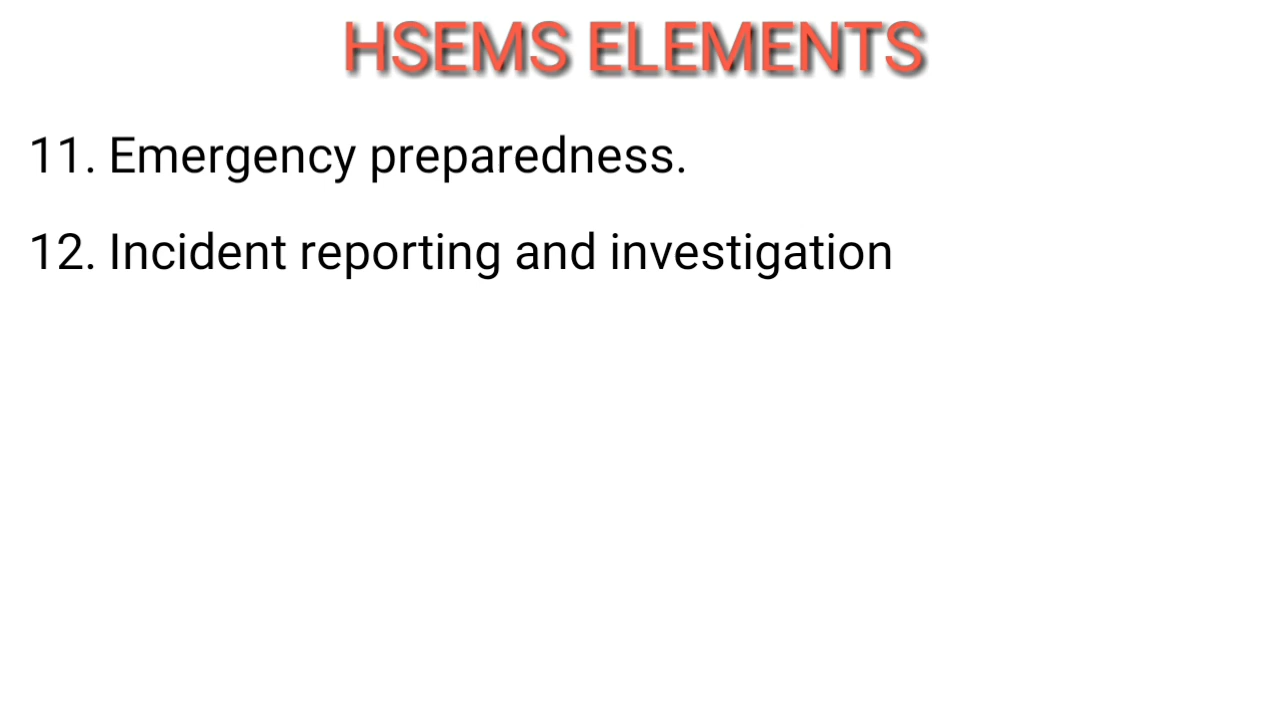 HSEMS ELEMENTS
11. Emergency preparedness.
12. Incident reporting and investigation